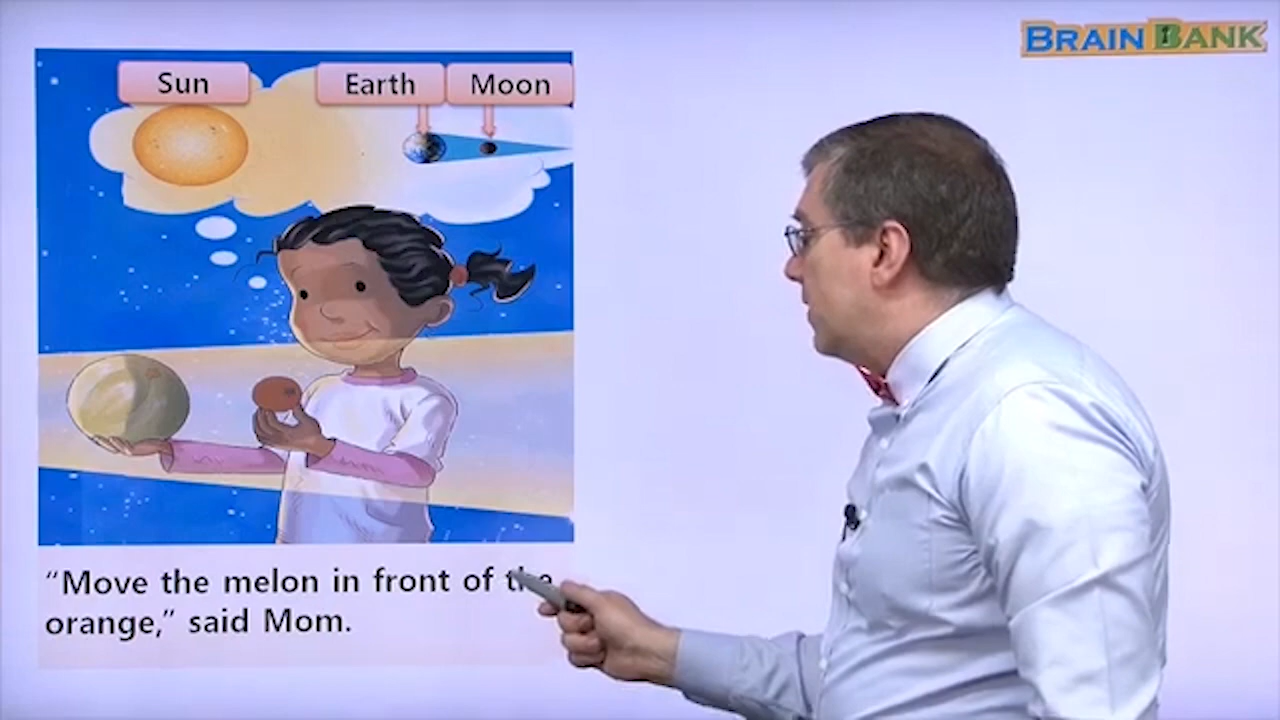 BRAIN BANK
Sun Earth Moon
"Move the melon in front of the
orange," said Mom.